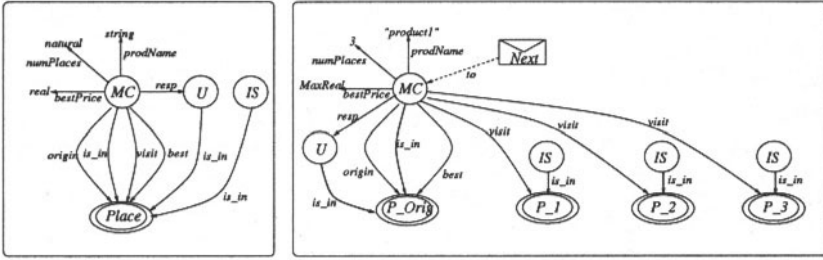 string
natural
prodName
numPlaces
real bestPrice MC resp U IS
origin is_in visit best is_in
is_in
Place
"product1"
3
prodName
numPlaces
Next
MaxReal bestPrice MC to
resp
visit visit visit
U is_in IS IS IS
origin best
is_in is_in is_in is_in
P_Orig P_1 P_2 P_3